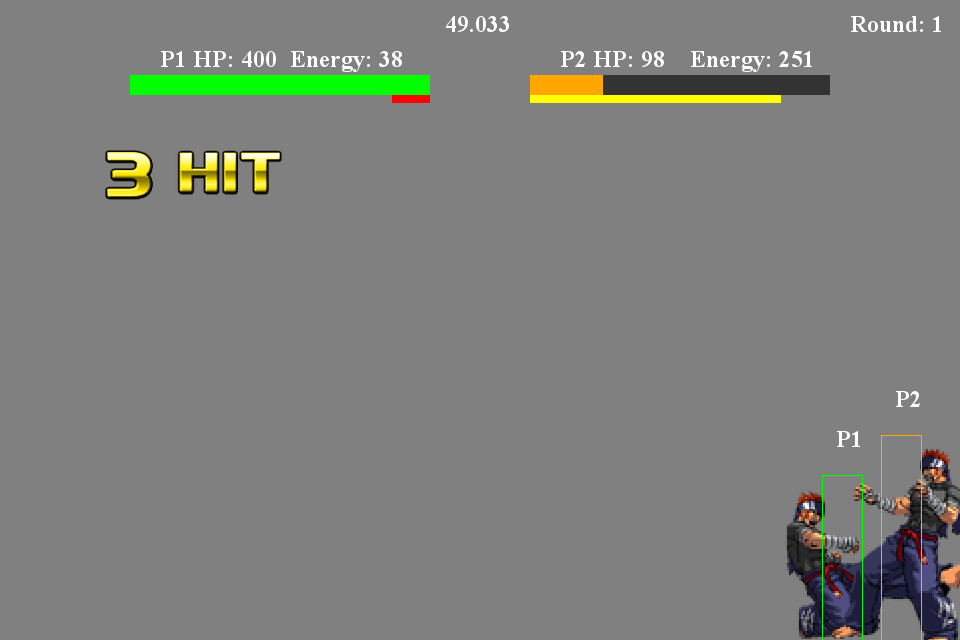 49.033
Round: 1
P1 HP: 400 Energy: 38
P2 HP: 98 Energy: 251
3 HIT
P2
P1